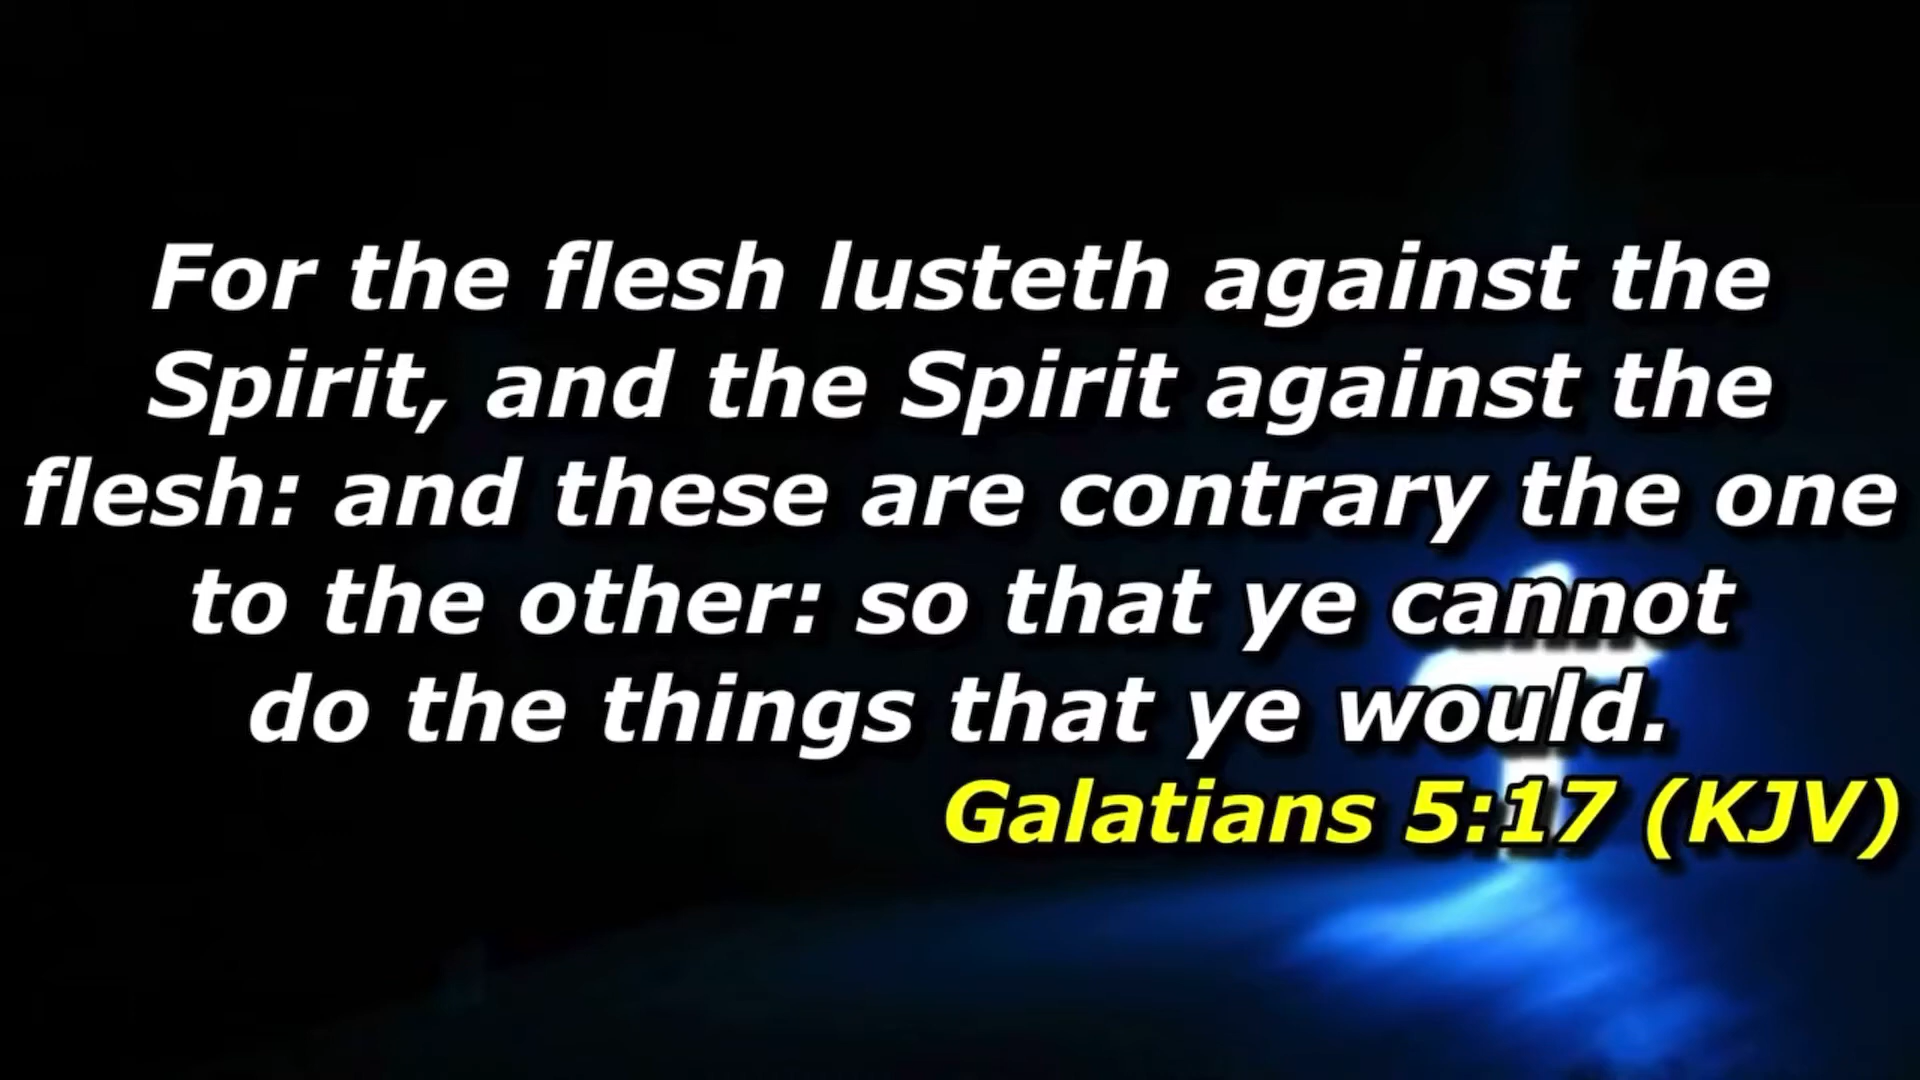 For the flesh lusteth against the
Spirit, and the Spirit against the
flesh: and these are contrary the one
to the other: so that ye cannot
do the things that ye would.
Galatians 5:17 (KJV)